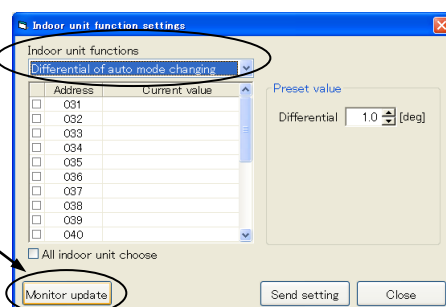 Indoor unit function settings
Indoor unit functions
Differential of auto mode changing
Address Current value
031
032
033
034
035
036
037
038
039
040
Preset value
Differential 1.0 [deg]
All indoor unit choose
Monitor update Send setting Close